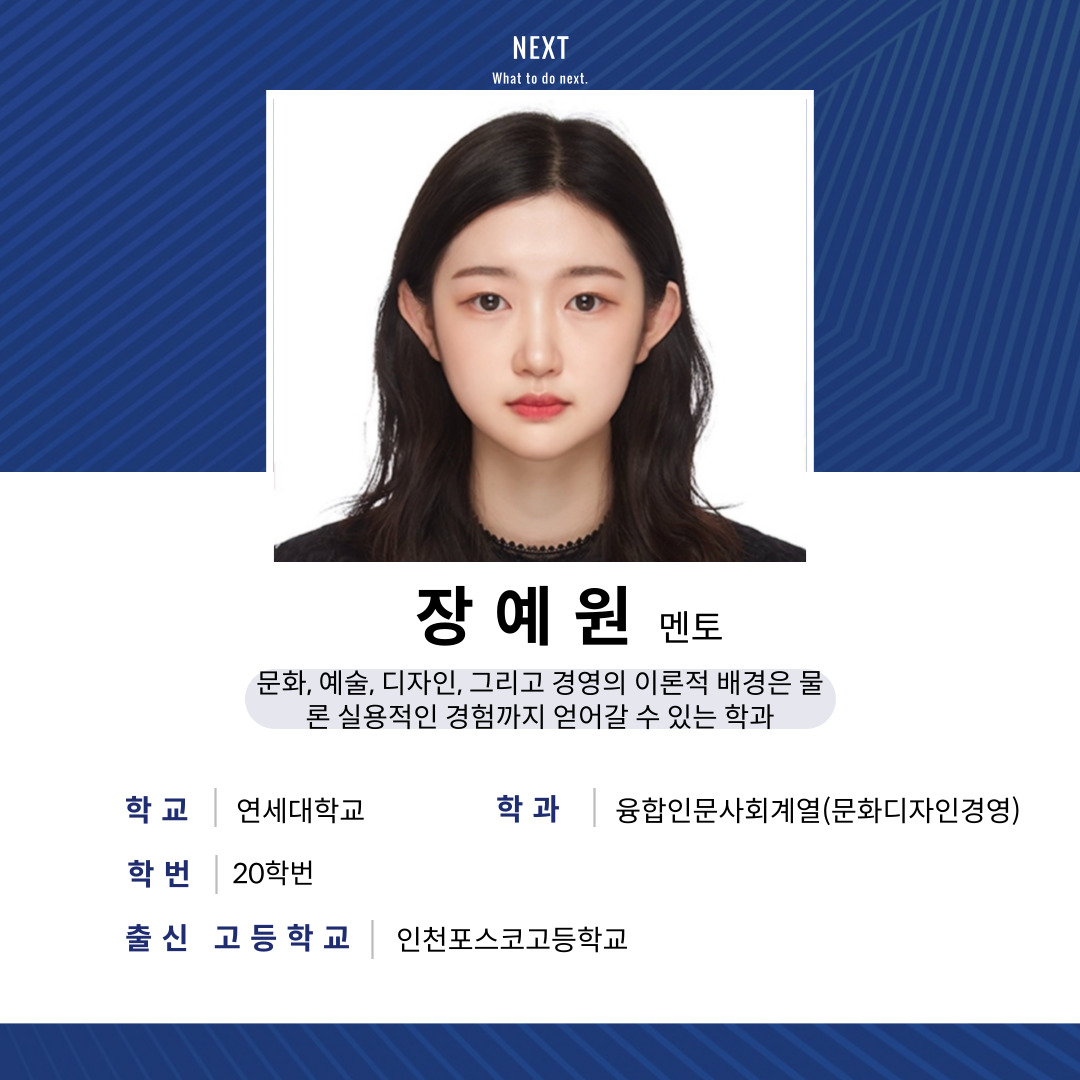 NEXT
What to do next.
장예원 멘토
문화, 예술, 디자인, 그리고 경영의 이론적 배경은 물
론 실용적인 경험까지 얻어갈 수 있는 학과
학교 연세대학교 학과 융합인문사회계열(문화디자인경영)
학번 20학번
출신 고등학교 인천포스코고등학교